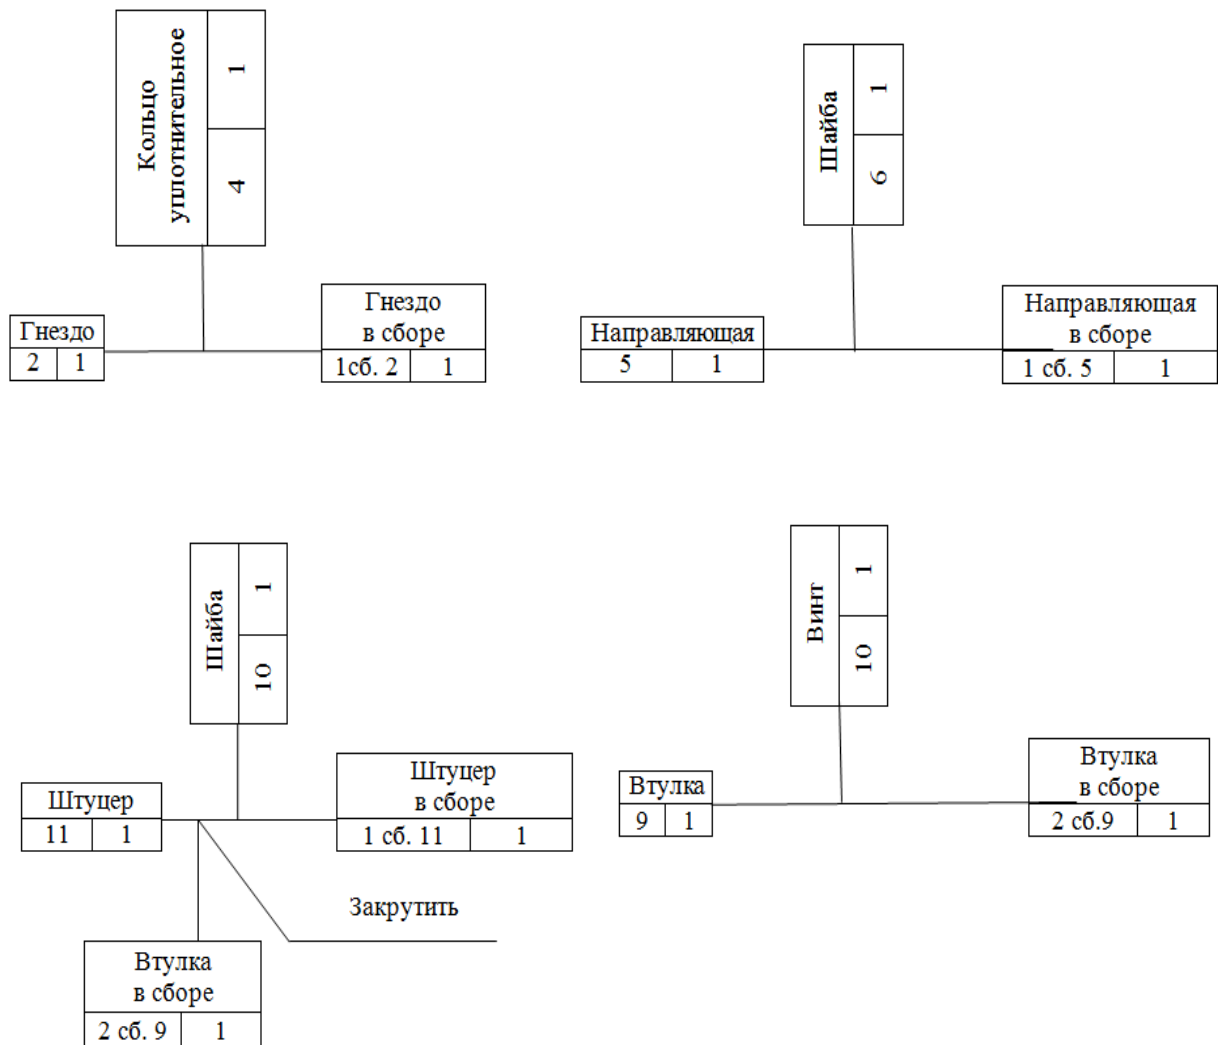 Кольцо
уплотнительное
1
4
Гнездо
2 1
Гнездо
в сборе
1сб. 2 1
Шайба
1
6
Направляющая
5 1
Направляющая
в сборе
1 сб. 5 1
Шайба
1
10
Штуцер
11 1
Штуцер
в сборе
1 сб. 11 1
Закрутить
Втулка
в сборе
2 сб. 9 1
Винт
1
10
Втулка
9 1
Втулка
в сборе
2 сб.9 1